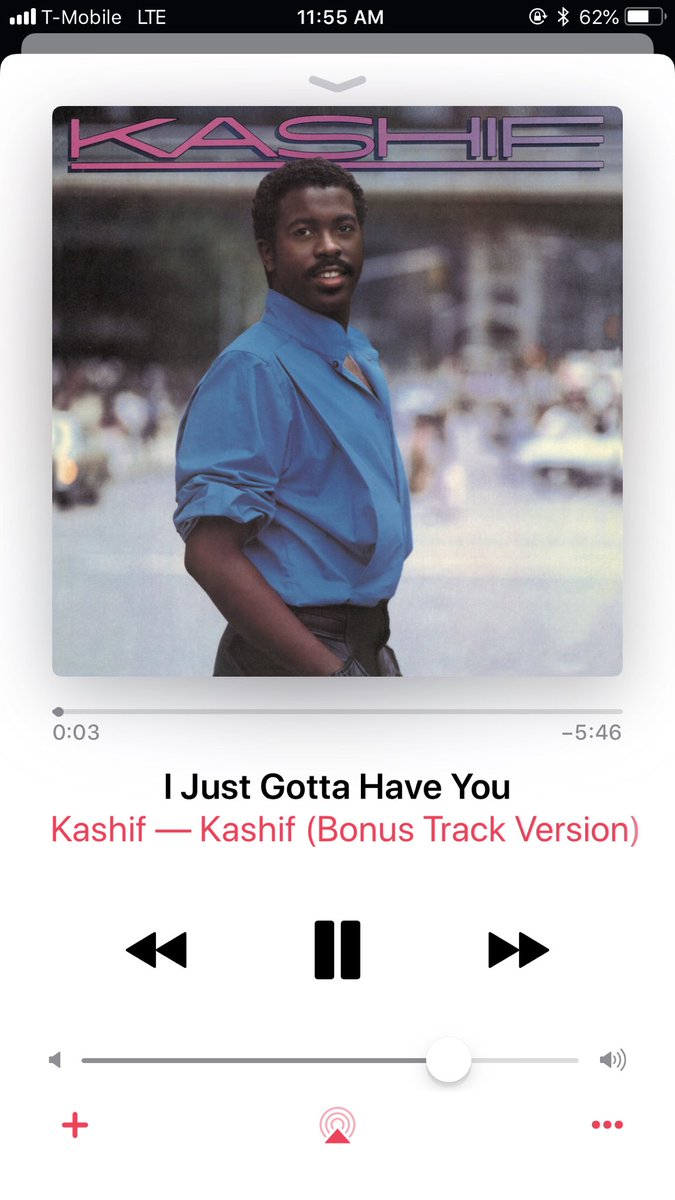 T-Mobile LTE 11:55 AM 62%
KASHIF
0:03 −5:46
I Just Gotta Have You
Kashif — Kashif (Bonus Track Version)